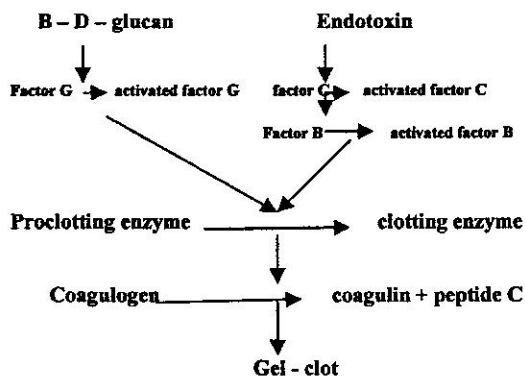 B – D – glucan Endotoxin
Factor G activated factor G factor C activated factor C
Factor B activated factor B
Proclotting enzyme clotting enzyme
Coagulogen coagulin + peptide C
Gel - clot